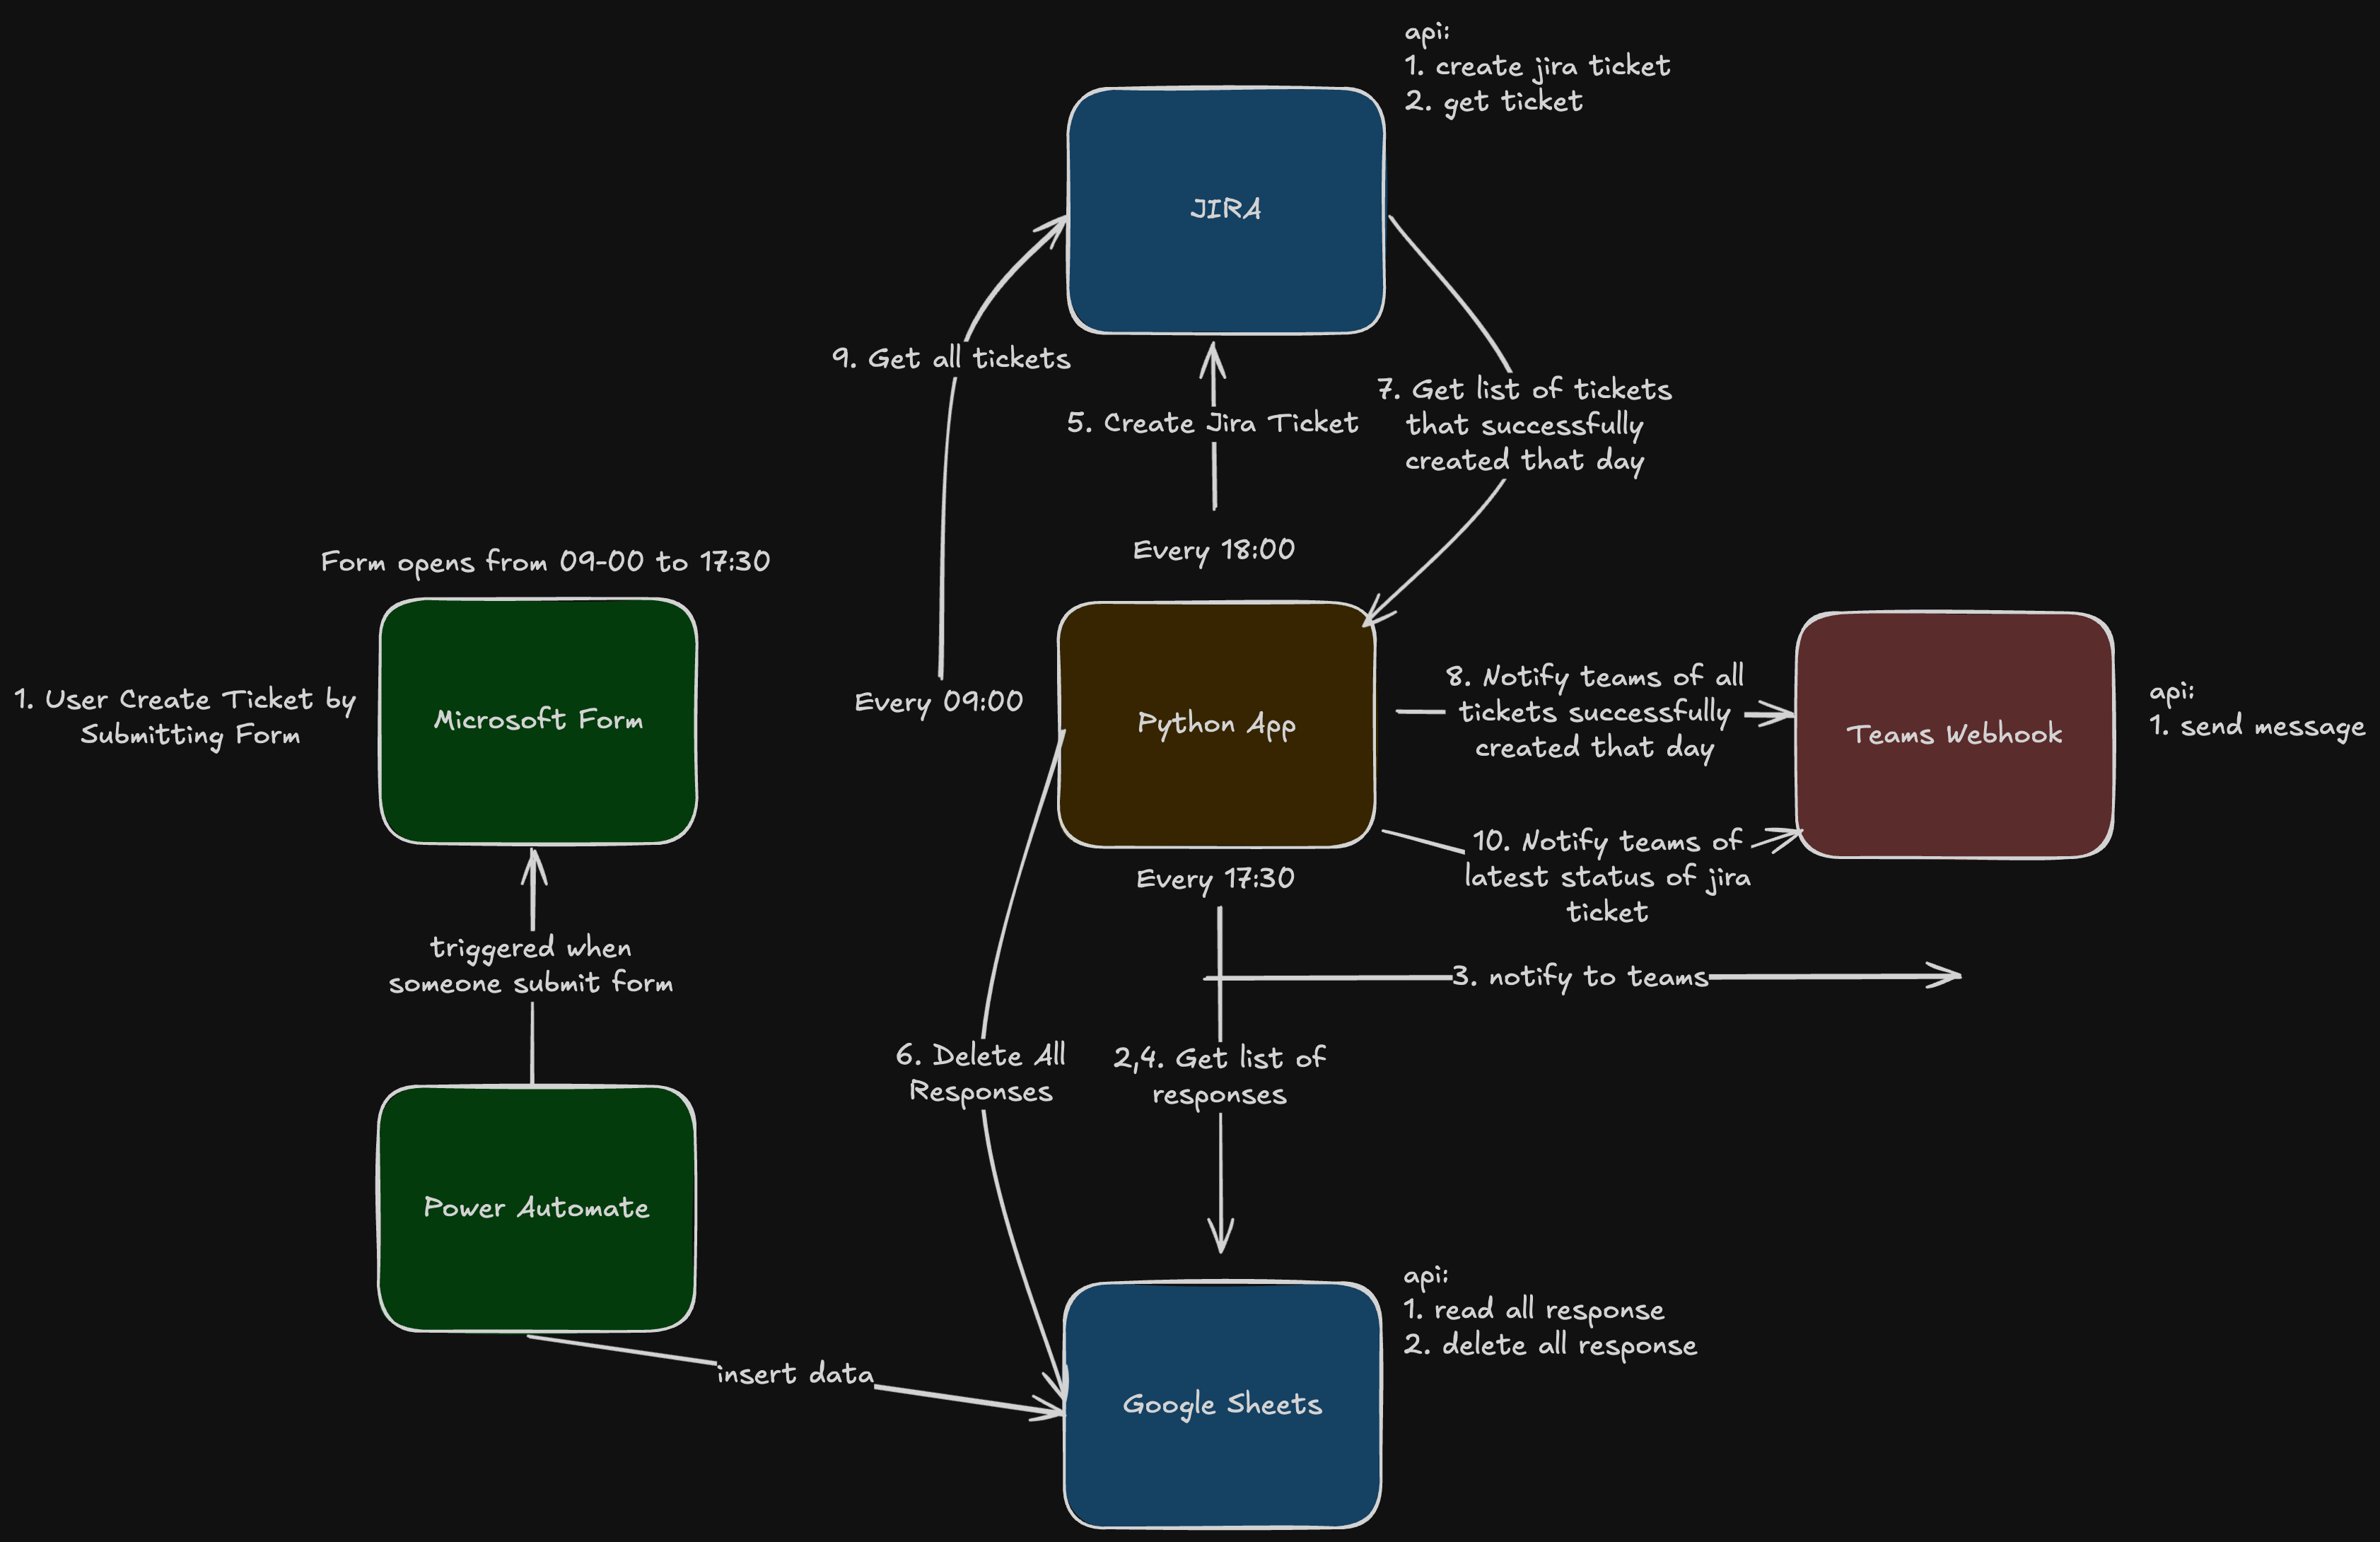 api:
1. create jira ticket
2. get ticket
JIRA
9. Get all tickets
7. Get list of tickets
that successfully
created that day
5. Create Jira Ticket
Every 18:00
Form opens from 09-00 to 17:30
1. User Create Ticket by
Submitting Form
Microsoft Form
Every 09:00
Python App
8. Notify teams of all
tickets successfully
created that day
Teams Webhook
api:
1. send message
10. Notify teams of
latest status of jira
ticket
Every 17:30
triggered when
someone submit form
3. notify to teams
6. Delete All
Responses
2,4. Get list of
responses
Power Automate
insert data
api:
1. read all response
2. delete all response
Google Sheets